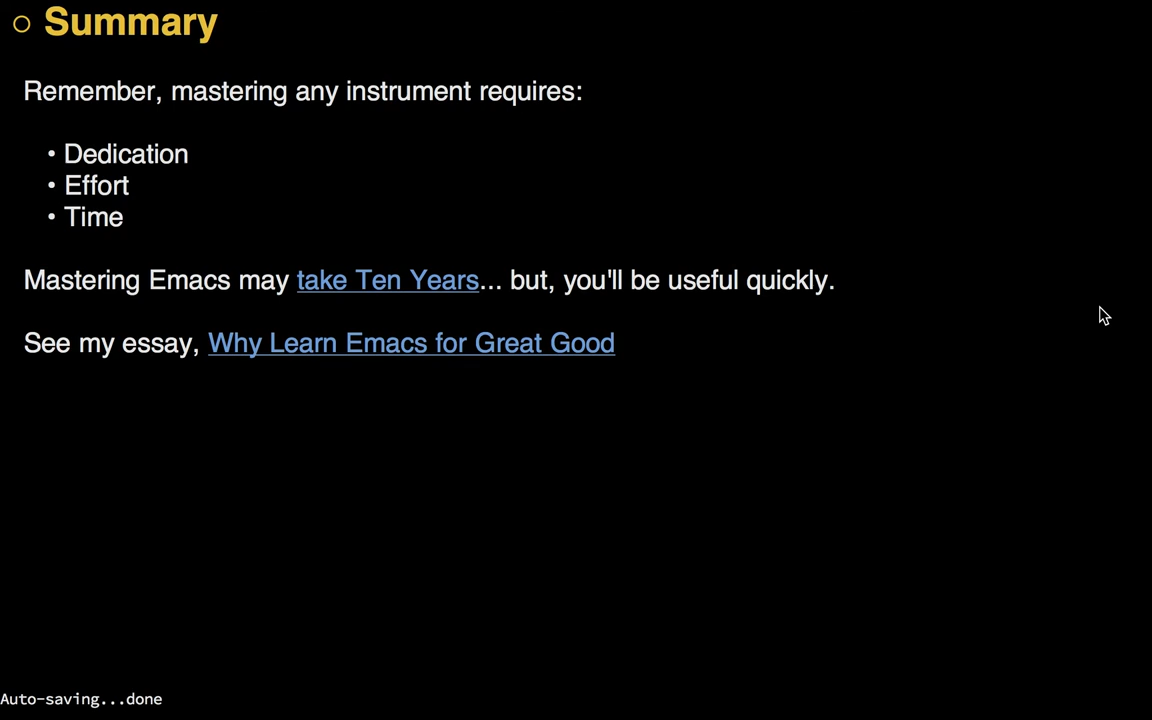 ○ Summary
Remember, mastering any instrument requires:
• Dedication
• Effort
• Time
Mastering Emacs may take Ten Years... but, you'll be useful quickly.
See my essay, Why Learn Emacs for Great Good
Auto-saving...done